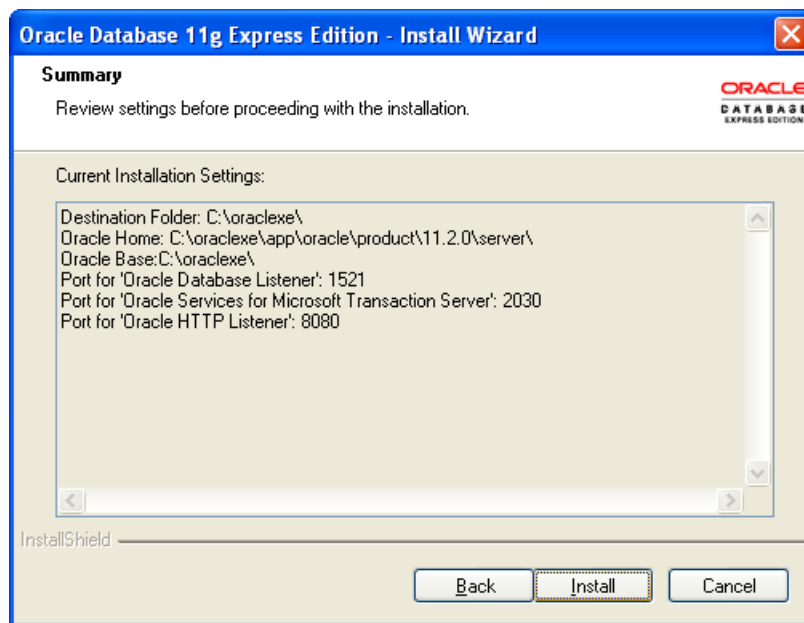 Oracle Database 11g Express Edition - Install Wizard
Summary
Review settings before proceeding with the installation.
ORACLE
DATABASE
EXPRESS EDITION
Current Installation Settings:
Destination Folder: C:\oraclexe\
Oracle Home: C:\oraclexe\app\oracle\product\11.2.0\server\
Oracle Base:C:\oraclexe\
Port for 'Oracle Database Listener': 1521
Port for 'Oracle Services for Microsoft Transaction Server': 2030
Port for 'Oracle HTTP Listener': 8080
InstallShield
Back
Install
Cancel